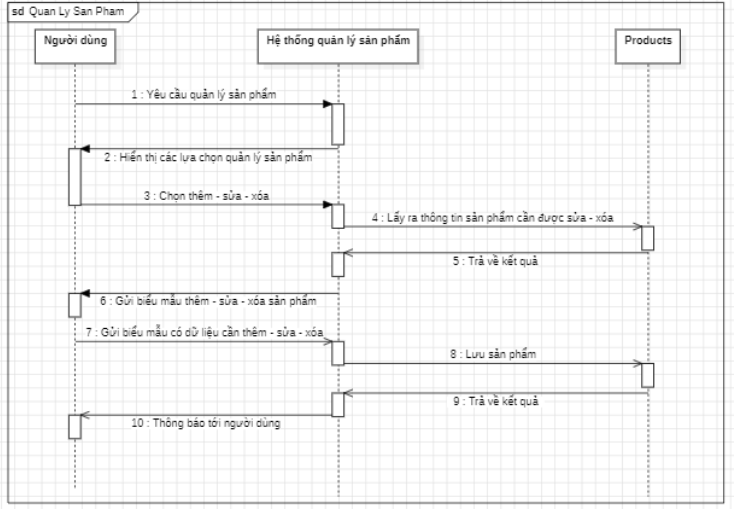 sd Quan Ly San Pham
Người dùng
Hệ thống quản lý sản phẩm
Products
1 : Yêu cầu quản lý sản phẩm
2 : Hiển thị các lựa chọn quản lý sản phẩm
3 : Chọn thêm - sửa - xóa
4 : Lấy ra thông tin sản phẩm cần được sửa - xóa
5 : Trả về kết quả
6 : Gửi biểu mẫu thêm - sửa - xóa sản phẩm
7 : Gửi biểu mẫu có dữ liệu cần thêm - sửa - xóa
8 : Lưu sản phẩm
9 : Trả về kết quả
10 : Thông báo tới người dùng